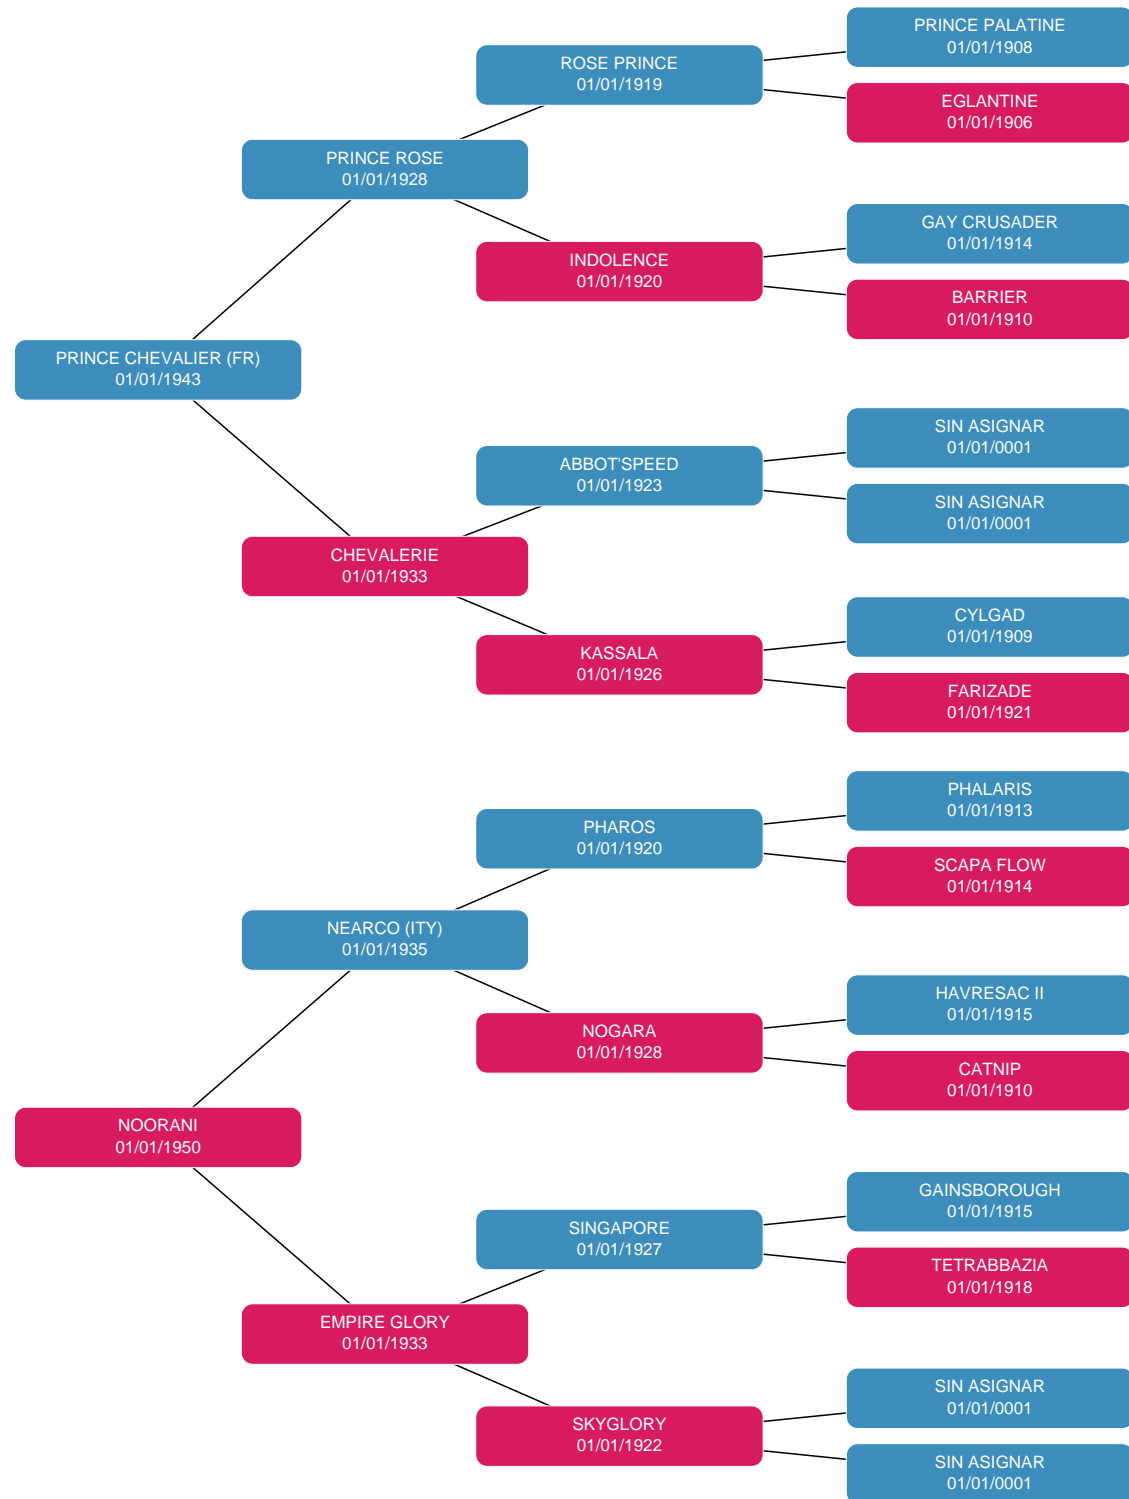 PRINCE PALATINE
01/01/1908
ROSE PRINCE
01/01/1919
EGLANTINE
01/01/1906
PRINCE ROSE
01/01/1928
GAY CRUSADER
01/01/1914
INDOLENCE
01/01/1920
BARRIER
01/01/1910
PRINCE CHEVALIER (FR)
01/01/1943
SIN ASIGNAR
01/01/0001
ABBOT'SPEED
01/01/1923
SIN ASIGNAR
01/01/0001
CHEVALERIE
01/01/1933
CYLGAD
01/01/1909
KASSALA
01/01/1926
FARIZADE
01/01/1921
PHALARIS
01/01/1913
PHAROS
01/01/1920
SCAPA FLOW
01/01/1914
NEARCO (ITY)
01/01/1935
HAVRESAC II
01/01/1915
NOGARA
01/01/1928
CATNIP
01/01/1910
NOORANI
01/01/1950
GAINSBOROUGH
01/01/1915
SINGAPORE
01/01/1927
TETRABBAZIA
01/01/1918
EMPIRE GLORY
01/01/1933
SIN ASIGNAR
01/01/0001
SKYGLORY
01/01/1922
SIN ASIGNAR
01/01/0001